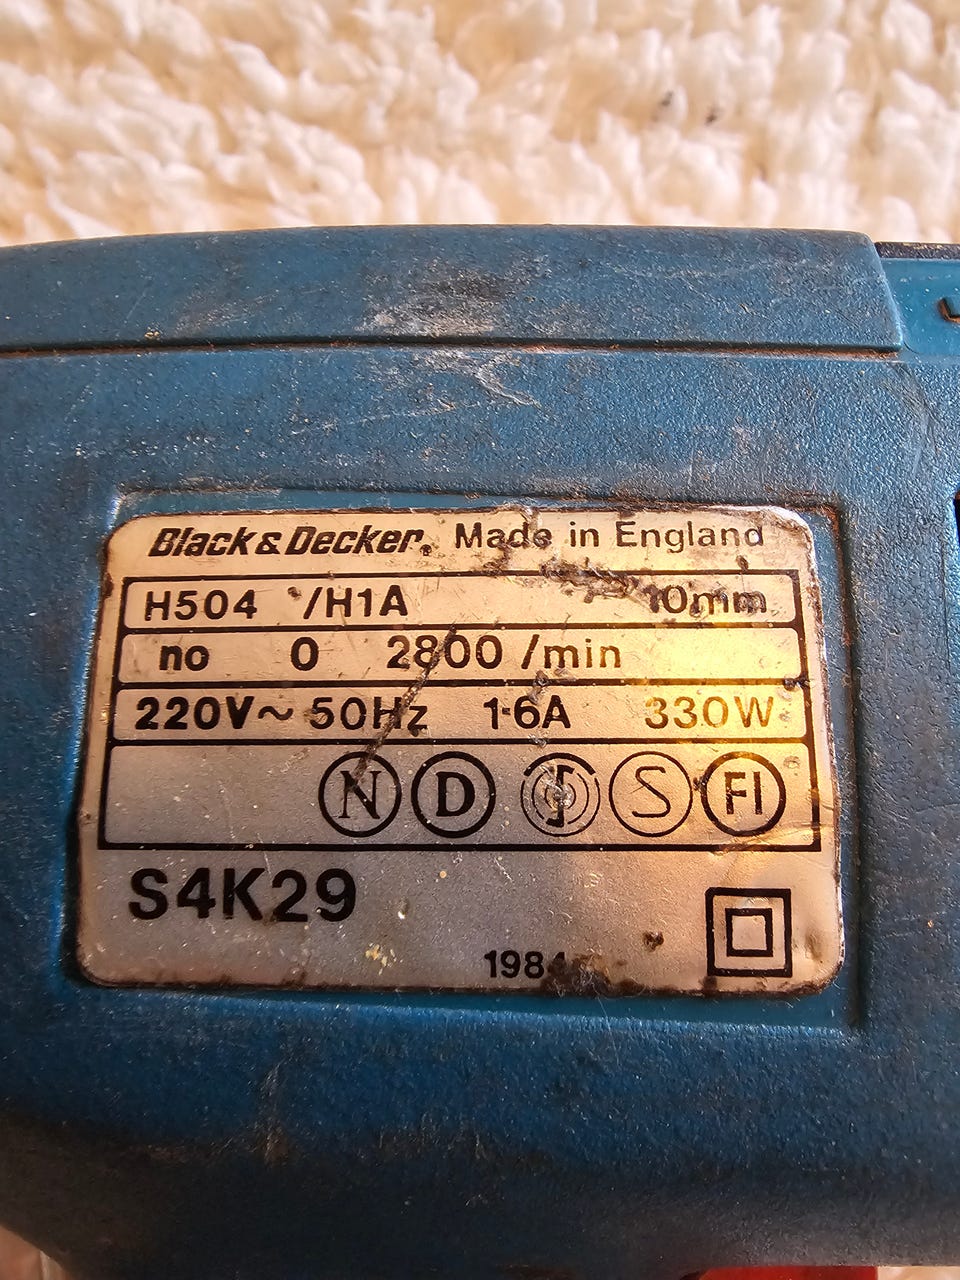 Black & Decker® Made in England
H504 /H1A 10mm
no 0 2800/min
220V~ 50Hz 1·6A 330W
N D S FI
S4K29
1984